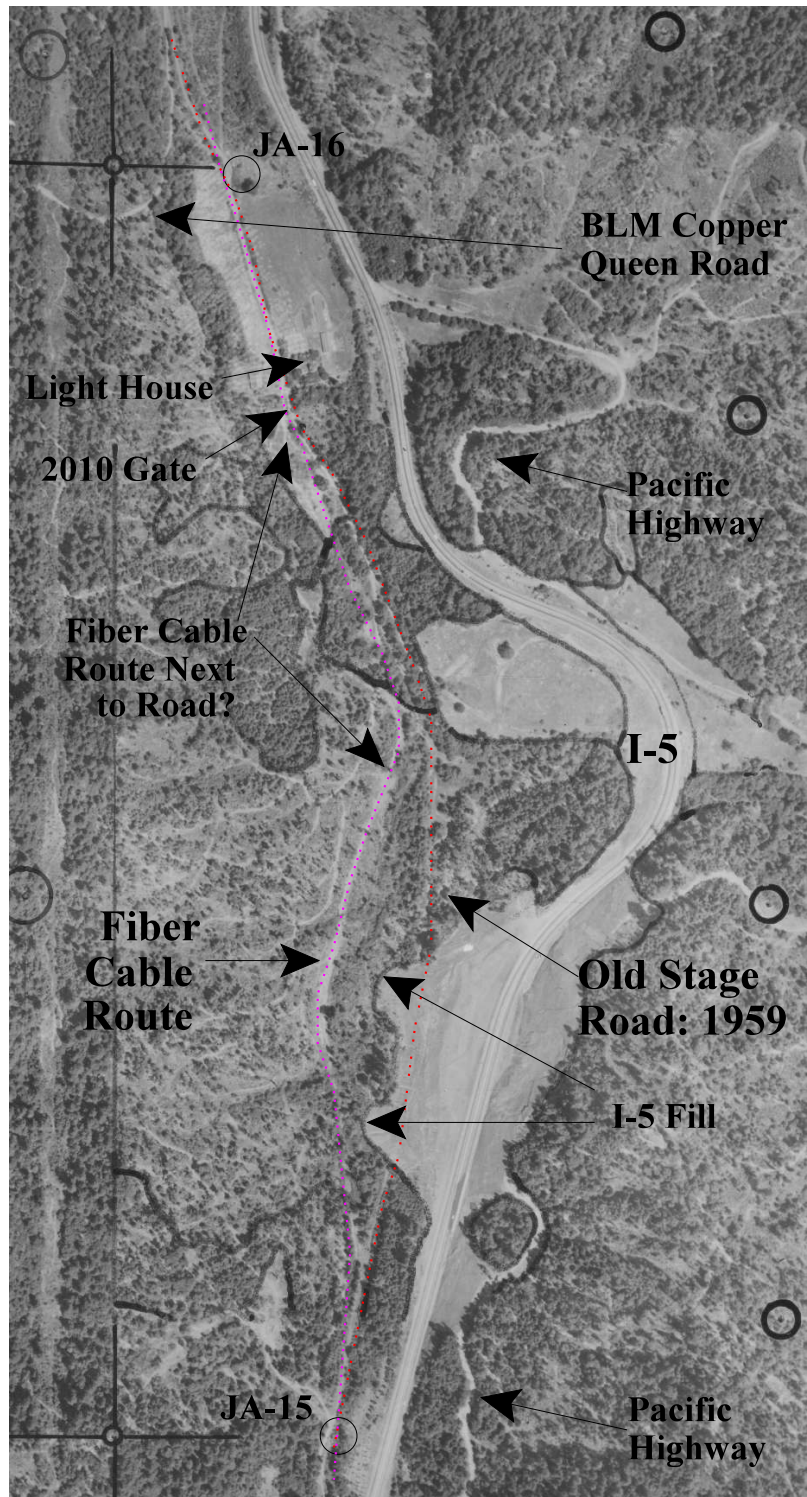 JA-16
BLM Copper
Queen Road
Light House
2010 Gate
Pacific
Highway
Fiber Cable
Route Next
to Road?
I-5
Fiber
Cable
Route
Old Stage
Road: 1959
I-5 Fill
JA-15
Pacific
Highway